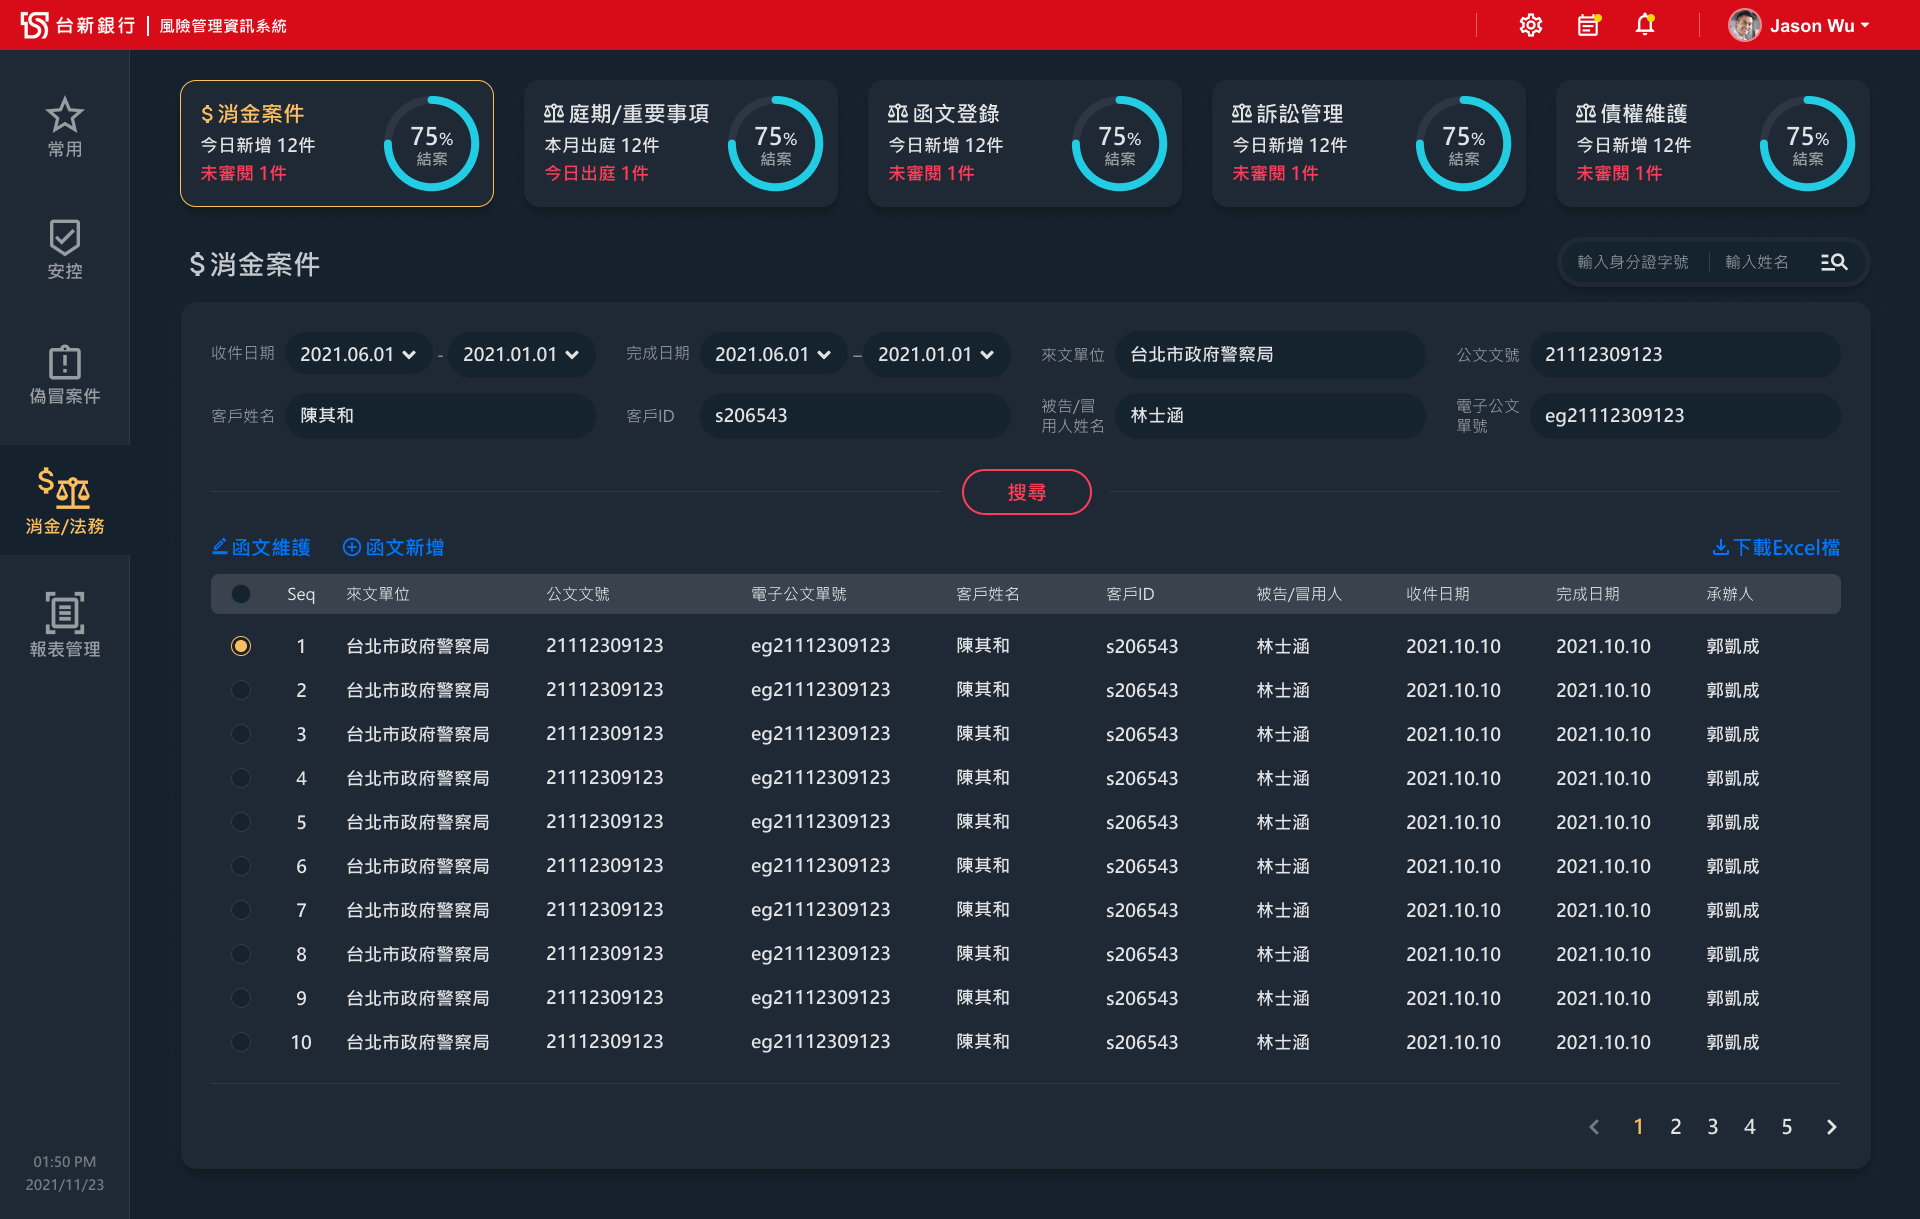 台新銀行 風險管理資訊系統 Jason Wu
常用
安控
偽冒案件
消金/法務
報表管理
01:50 PM
2021/11/23
$消金案件
今日新增 12件
未審閱 1件
75%
結案
庭期/重要事項
本月出庭 12件
今日出庭 1件
75%
結案
函文登錄
今日新增 12件
未審閱 1件
75%
結案
訴訟管理
今日新增 12件
未審閱 1件
75%
結案
債權維護
今日新增 12件
未審閱 1件
75%
結案
$消金案件 輸入身分證字號 輸入姓名
收件日期 2021.06.01 - 2021.01.01 完成日期 2021.06.01 – 2021.01.01 來文單位 台北市政府警察局 公文文號 21112309123
客戶姓名 陳其和 客戶ID s206543 被告/冒
用人姓名 林士涵 電子公文
單號 eg21112309123
搜尋
函文維護 函文新增 下載Excel檔
Seq 來文單位 公文文號 電子公文單號 客戶姓名 客戶ID 被告/冒用人 收件日期 完成日期 承辦人
1 台北市政府警察局 21112309123 eg21112309123 陳其和 s206543 林士涵 2021.10.10 2021.10.10 郭凱成
2 台北市政府警察局 21112309123 eg21112309123 陳其和 s206543 林士涵 2021.10.10 2021.10.10 郭凱成
3 台北市政府警察局 21112309123 eg21112309123 陳其和 s206543 林士涵 2021.10.10 2021.10.10 郭凱成
4 台北市政府警察局 21112309123 eg21112309123 陳其和 s206543 林士涵 2021.10.10 2021.10.10 郭凱成
5 台北市政府警察局 21112309123 eg21112309123 陳其和 s206543 林士涵 2021.10.10 2021.10.10 郭凱成
6 台北市政府警察局 21112309123 eg21112309123 陳其和 s206543 林士涵 2021.10.10 2021.10.10 郭凱成
7 台北市政府警察局 21112309123 eg21112309123 陳其和 s206543 林士涵 2021.10.10 2021.10.10 郭凱成
8 台北市政府警察局 21112309123 eg21112309123 陳其和 s206543 林士涵 2021.10.10 2021.10.10 郭凱成
9 台北市政府警察局 21112309123 eg21112309123 陳其和 s206543 林士涵 2021.10.10 2021.10.10 郭凱成
10 台北市政府警察局 21112309123 eg21112309123 陳其和 s206543 林士涵 2021.10.10 2021.10.10 郭凱成
1 2 3 4 5